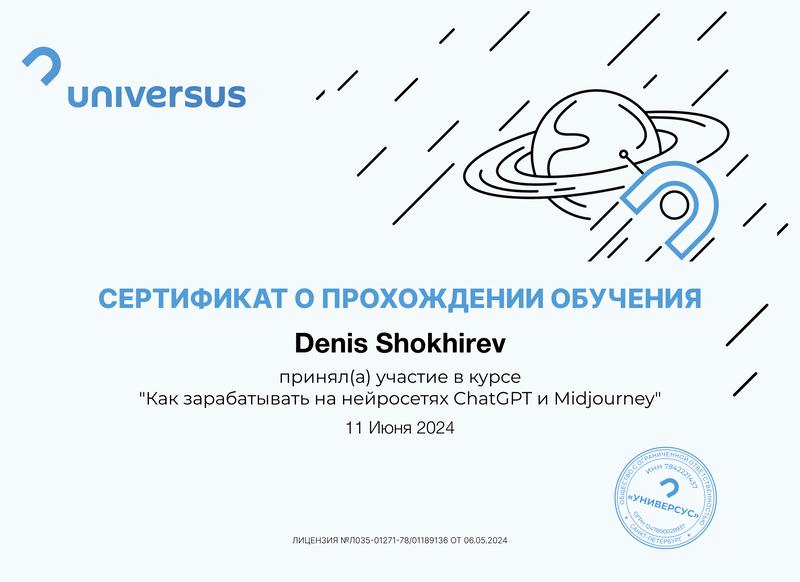 universus
СЕРТИФИКАТ О ПРОХОЖДЕНИИ ОБУЧЕНИЯ
Denis Shokhirev
принял(а) участие в курсе
"Как зарабатывать на нейросетях ChatGPT и Midjourney"
11 Июня 2024
ОБЩЕСТВО С ОГРАНИЧЕННОЙ ОТВЕТСТВЕННОСТЬЮ
ИНН 7842221437
«УНИВЕРСУС»
ОГРН 1247800028937
САНКТ-ПЕТЕРБУРГ
ЛИЦЕНЗИЯ №Л035-01271-78/01189136 ОТ 06.05.2024